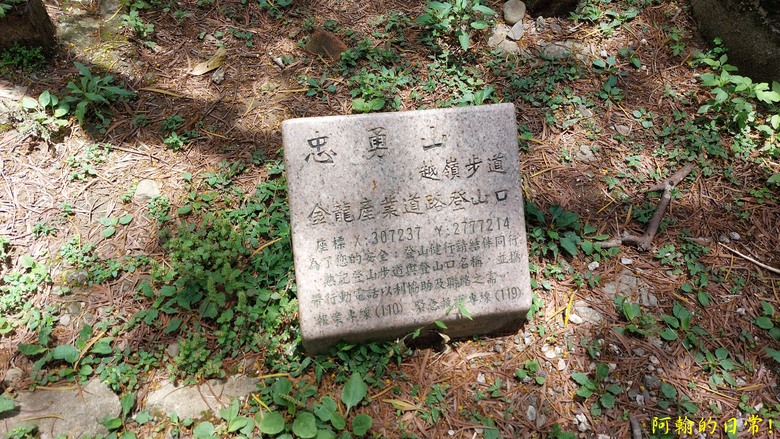 忠勇山
越嶺步道
金龍產業道路登山口
座標 X:307237 Y:2777214
為了您的安全:登山健行請結伴同行
熟記登山步道與登山口名稱 並攜
帶行動電話以利協助及聯絡之需
報案專線(110) 緊急救援專線(119)
阿翰的日常!